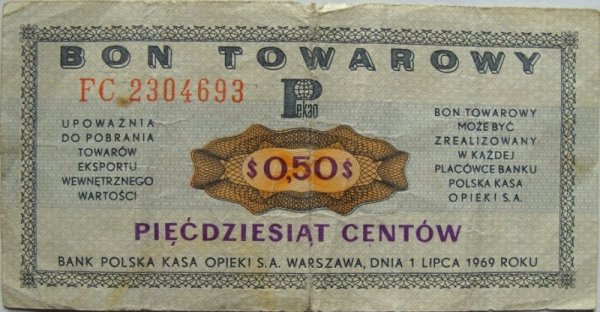 BON TOWAROWY
FC 2304693
Pekao
UPOWAŻNIA
DO POBRANIA
TOWARÓW
EKSPORTU
WEWNĘTRZNEGO
WARTOŚCI
$0,50$
BON TOWAROWY
MOŻE BYĆ
ZREALIZOWANY
W KAŻDEJ
PLACÓWCE BANKU
POLSKA KASA
OPIEKI S.A.
PIĘĆDZIESIĄT CENTÓW
BANK POLSKA KASA OPIEKI S.A. WARSZAWA, DNIA 1 LIPCA 1969 ROKU